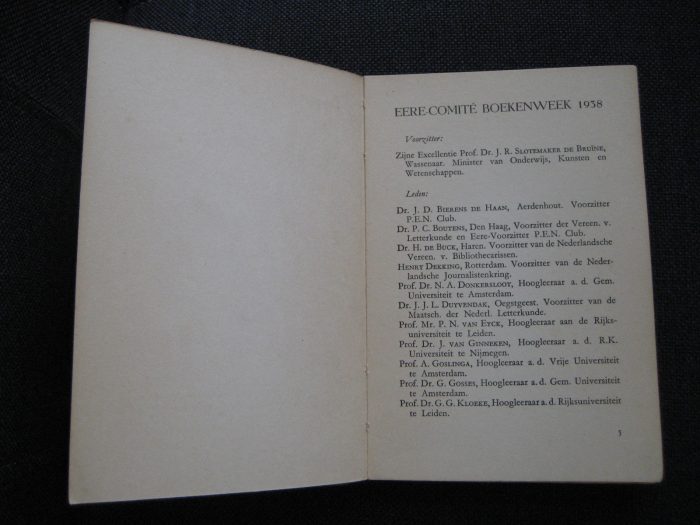 EERE-COMITÉ BOEKENWEEK 1938
Voorzitter:
Zijne Excellentie Prof. Dr. J. R. Slotemaker de Bruïne,
Wassenaar. Minister van Onderwijs, Kunsten en
Wetenschappen.
Leden:
Dr. J. D. Bierens de Haan, Aerdenhout. Voorzitter
P.E.N. Club.
Dr. P. C. Boutens, Den Haag, Voorzitter der Vereen. v.
Letterkunde en Eere-Voorzitter P.E.N. Club.
Dr. H. de Buck, Haren. Voorzitter van de Nederlandsche
Vereen. v. Bibliothecarissen.
Henry Dekking, Rotterdam. Voorzitter van de Neder-
landsche Journalistenkring.
Prof. Dr. N. A. Donkersloot, Hoogleeraar a. d. Gem.
Universiteit te Amsterdam.
Dr. J. J. L. Duyvendak, Oegstgeest. Voorzitter van de
Maatsch. der Nederl. Letterkunde.
Prof. Mr. P. N. van Eyck, Hoogleeraar aan de Rijks-
universiteit te Leiden.
Prof. Dr. J. van Ginneken, Hoogleeraar a. d. R.K.
Universiteit te Nijmegen.
Prof. A. Goslinga, Hoogleeraar a. d. Vrije Universiteit
te Amsterdam.
Prof. Dr. G. Gosses, Hoogleeraar a. d. Gem. Universiteit
te Amsterdam.
Prof. Dr. G. G. Kloeke, Hoogleeraar a. d. Rijksuniversiteit
te Leiden.
5